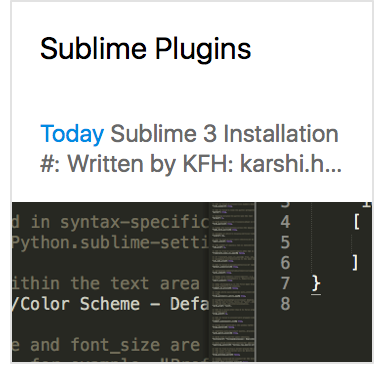 Sublime Plugins
Today Sublime 3 Installation
#: Written by KFH: karshi.h...
d in syntax-specific
Python.sublime-setti
ithin the text area
/Color Scheme - Defa
e and font_size are
3
4 [
5
6 ]
7 }
8